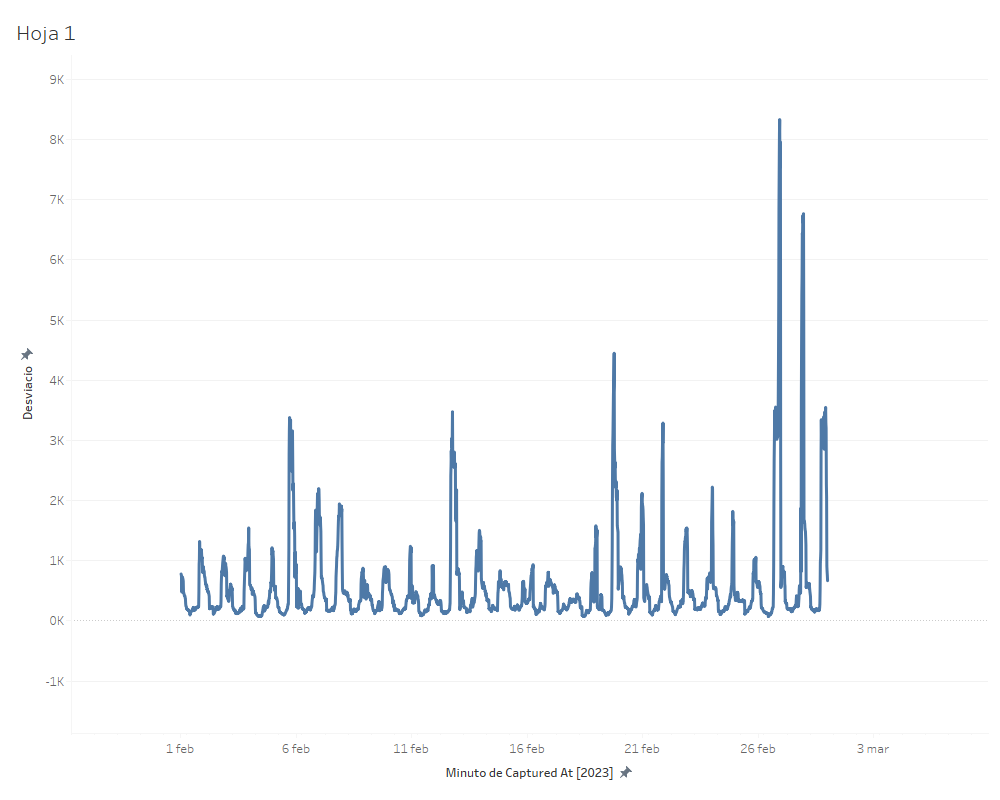 Hoja 1
9K
8K
7K
6K
5K
4K
3K
2K
1K
0K
-1K
Desviacio
1 feb
6 feb
11 feb
16 feb
21 feb
26 feb
3 mar
Minuto de Captured At [2023]